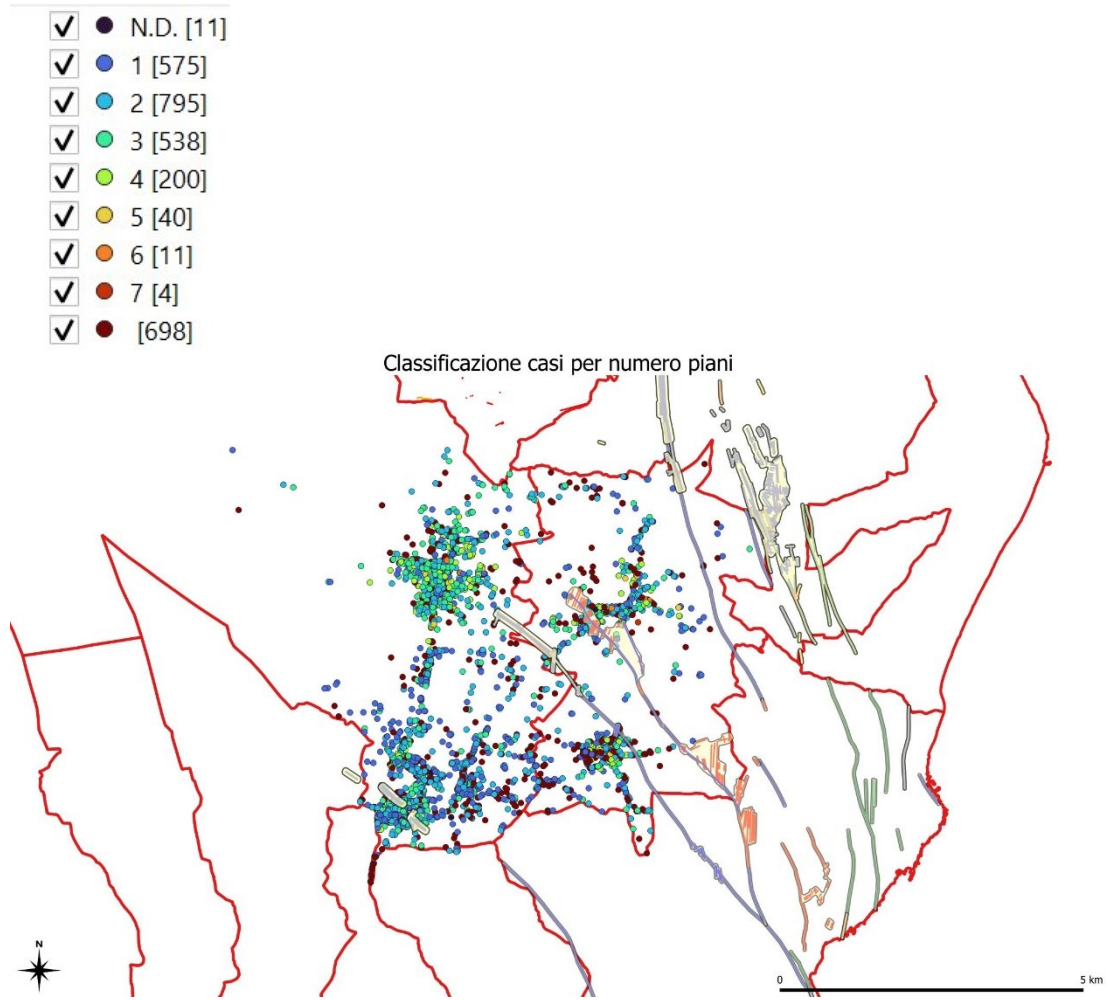 N.D. [11]
1 [575]
2 [795]
3 [538]
4 [200]
5 [40]
6 [11]
7 [4]
[698]
Classificazione casi per numero piani
N
0 5 km